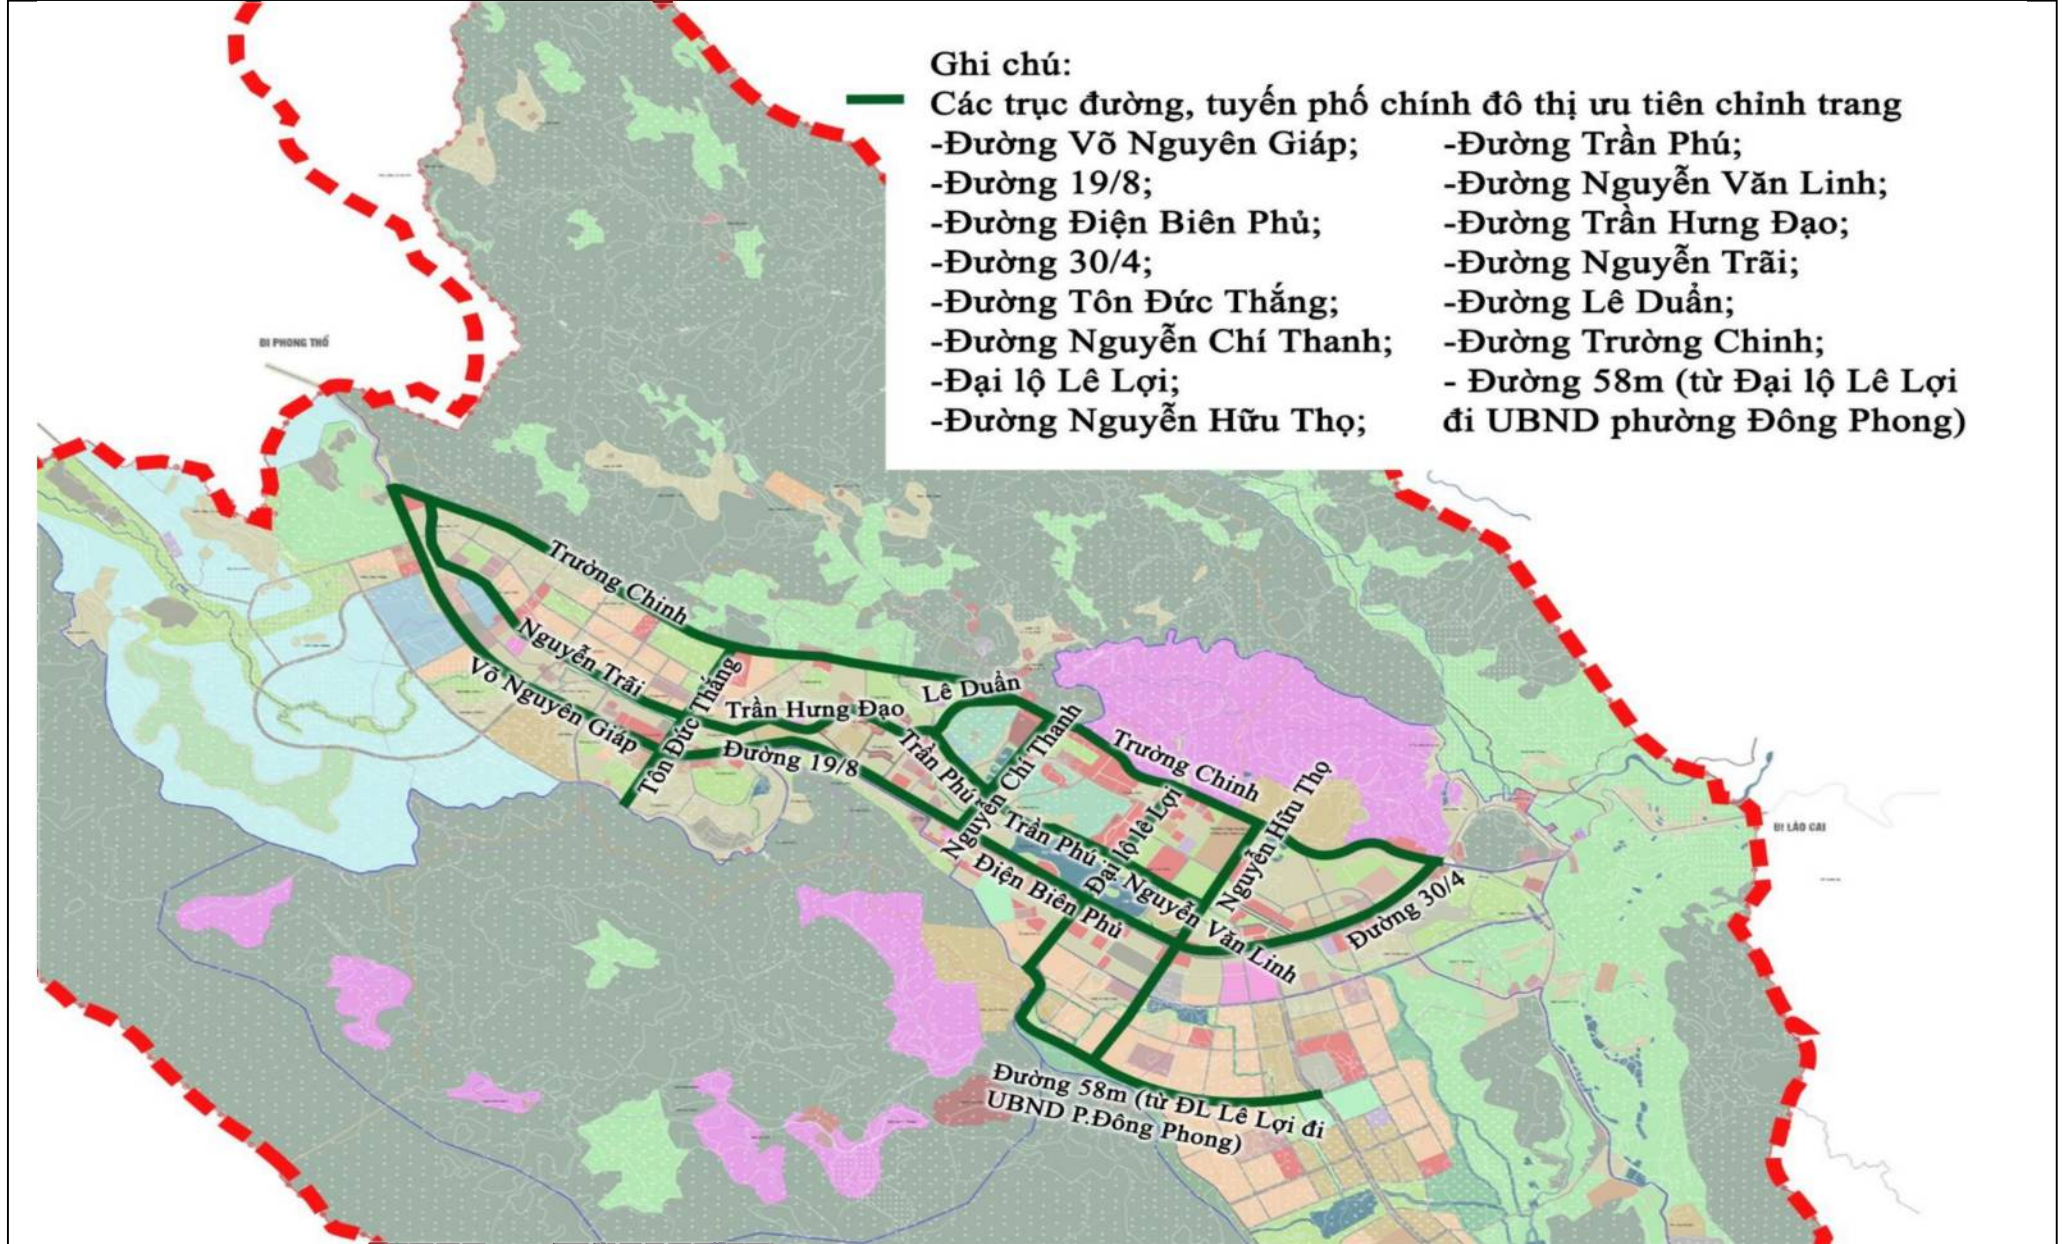 Ghi chú:
Các trục đường, tuyến phố chính đô thị ưu tiên chỉnh trang
-Đường Võ Nguyên Giáp;
-Đường 19/8;
-Đường Điện Biên Phủ;
-Đường 30/4;
-Đường Tôn Đức Thắng;
-Đường Nguyễn Chí Thanh;
-Đại lộ Lê Lợi;
-Đường Nguyễn Hữu Thọ;
-Đường Trần Phú;
-Đường Nguyễn Văn Linh;
-Đường Trần Hưng Đạo;
-Đường Nguyễn Trãi;
-Đường Lê Duẩn;
-Đường Trường Chinh;
- Đường 58m (từ Đại lộ Lê Lợi
đi UBND phường Đông Phong)
ĐI PHONG THỔ
Trường Chinh
Nguyễn Trãi
Võ Nguyên Giáp
Tôn Đức Thắng
Trần Hưng Đạo
Lê Duẩn
Đường 19/8
Trần Phú
Nguyễn Chí Thanh
Trường Chinh
Nguyễn Hữu Thọ
Đại lộ lê Lợi
Trần Phú
Điện Biên Phủ
Nguyễn Văn Linh
Đường 30/4
ĐI LÀO CAI
Đường 58m (từ ĐL Lê Lợi đi
UBND P.Đông Phong)